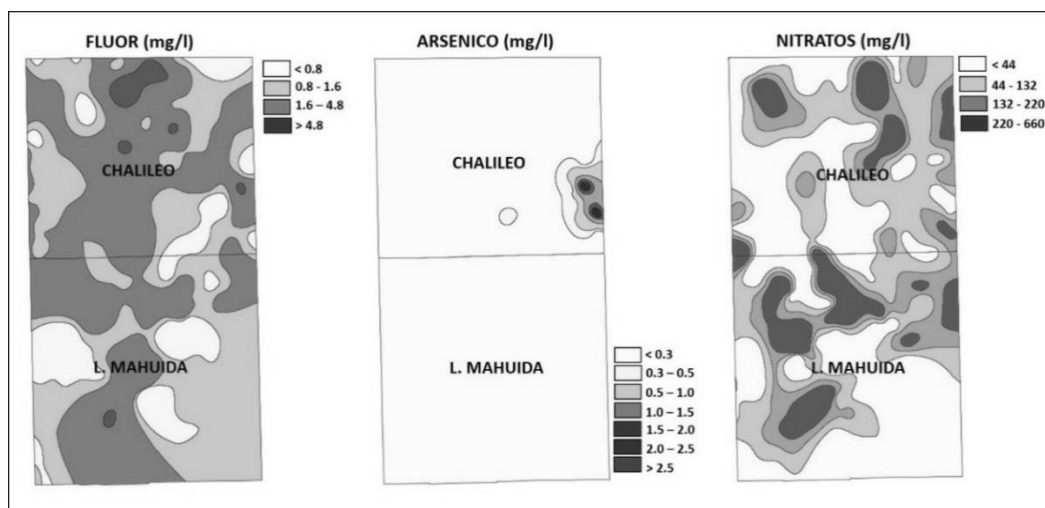 FLUOR (mg/l)
< 0.8
0.8 - 1.6
1.6 – 4.8
> 4.8
CHALILEO
L. MAHUIDA
ARSENICO (mg/l)
CHALILEO
L. MAHUIDA
< 0.3
0.3 – 0.5
0.5 – 1.0
1.0 – 1.5
1.5 – 2.0
2.0 – 2.5
> 2.5
NITRATOS (mg/l)
< 44
44 - 132
132 - 220
220 - 660
CHALILEO
L. MAHUIDA